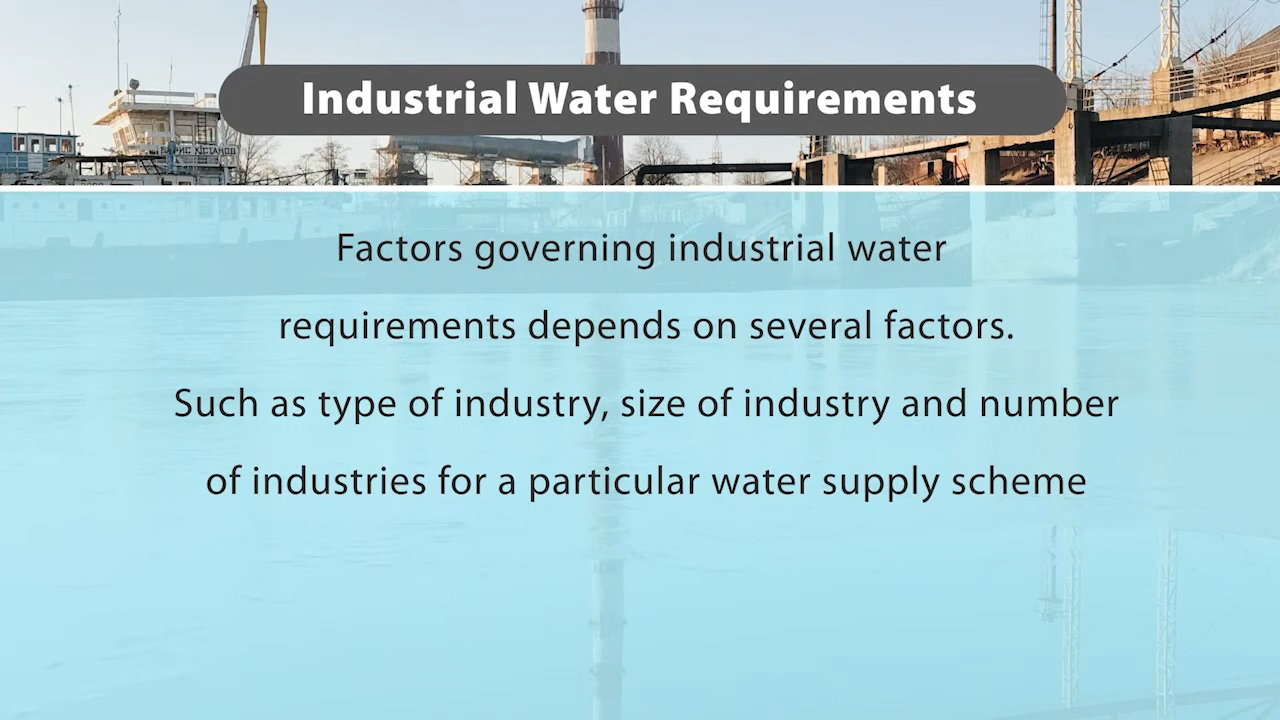 Industrial Water Requirements
Factors governing industrial water
requirements depends on several factors.
Such as type of industry, size of industry and number
of industries for a particular water supply scheme